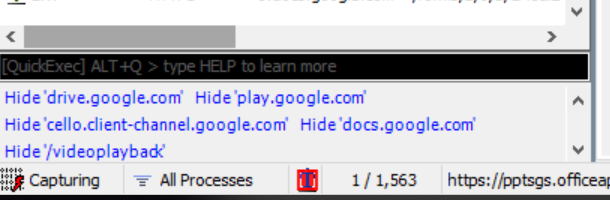 [QuickExec] ALT+Q > type HELP to learn more
Hide 'drive.google.com' Hide 'play.google.com'
Hide 'cello.client-channel.google.com' Hide 'docs.google.com'
Hide '/videoplayback'
Capturing All Processes 1 / 1,563 https://pptsgs.officeap